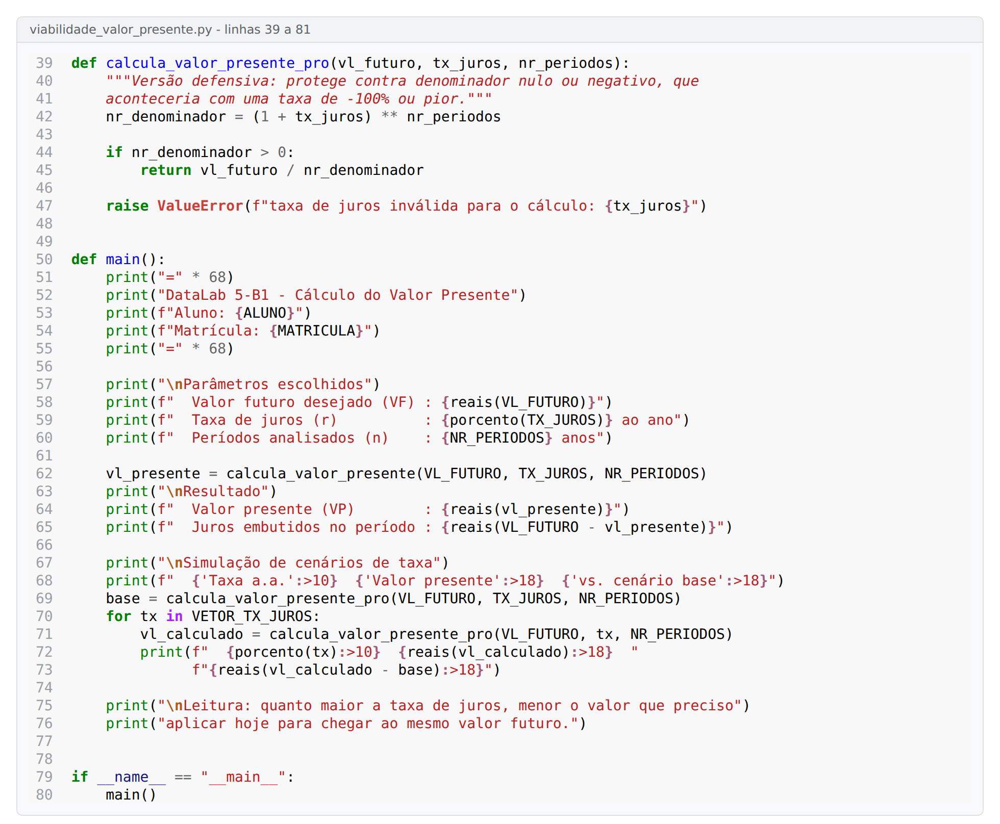 viabilidade_valor_presente.py - linhas 39 a 81
39 def calcula_valor_presente_pro(vl_futuro, tx_juros, nr_periodos):
40     """Versão defensiva: protege contra denominador nulo ou negativo, que
41     aconteceria com uma taxa de -100% ou pior."""
42     nr_denominador = (1 + tx_juros) ** nr_periodos
43
44     if nr_denominador > 0:
45         return vl_futuro / nr_denominador
46
47     raise ValueError(f"taxa de juros inválida para o cálculo: {tx_juros}")
48
49
50 def main():
51     print("=" * 68)
52     print("DataLab 5-B1 - Cálculo do Valor Presente")
53     print(f"Aluno: {ALUNO}")
54     print(f"Matrícula: {MATRICULA}")
55     print("=" * 68)
56
57     print("\nParâmetros escolhidos")
58     print(f"  Valor futuro desejado (VF) : {reais(VL_FUTURO)}")
59     print(f"  Taxa de juros (r)          : {porcento(TX_JUROS)} ao ano")
60     print(f"  Períodos analisados (n)    : {NR_PERIODOS} anos")
61
62     vl_presente = calcula_valor_presente(VL_FUTURO, TX_JUROS, NR_PERIODOS)
63     print("\nResultado")
64     print(f"  Valor presente (VP)        : {reais(vl_presente)}")
65     print(f"  Juros embutidos no período : {reais(VL_FUTURO - vl_presente)}")
66
67     print("\nSimulação de cenários de taxa")
68     print(f"  {'Taxa a.a.':>10}  {'Valor presente':>18}  {'vs. cenário base':>18}")
69     base = calcula_valor_presente_pro(VL_FUTURO, TX_JUROS, NR_PERIODOS)
70     for tx in VETOR_TX_JUROS:
71         vl_calculado = calcula_valor_presente_pro(VL_FUTURO, tx, NR_PERIODOS)
72         print(f"  {porcento(tx):>10}  {reais(vl_calculado):>18}  "
73               f"{reais(vl_calculado - base):>18}")
74
75     print("\nLeitura: quanto maior a taxa de juros, menor o valor que preciso")
76     print("aplicar hoje para chegar ao mesmo valor futuro.")
77
78
79 if __name__ == "__main__":
80     main()